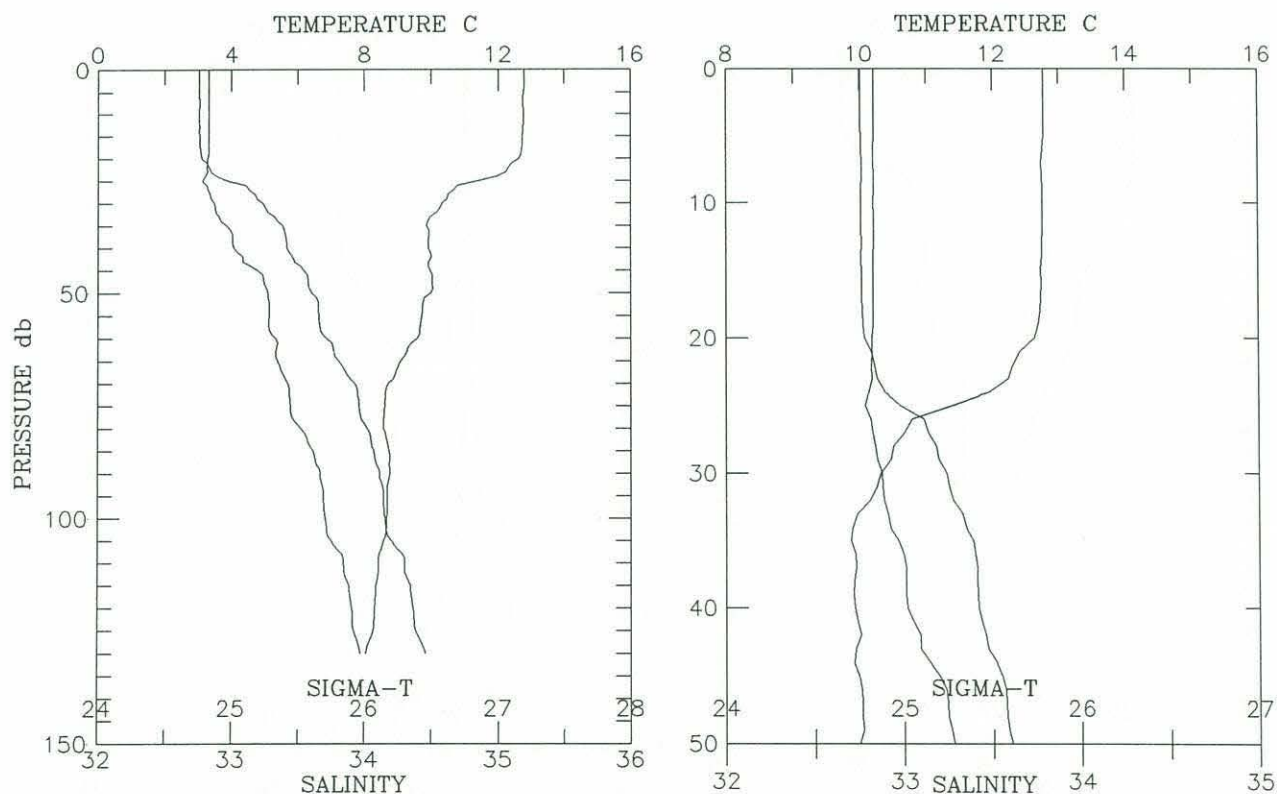 TEMPERATURE C
0 4 8 12 16
0
50
100
150
PRESSURE db
SIGMA-T
24 25 26 27 28
32 33 34 35 36
SALINITY
TEMPERATURE C
8 10 12 14 16
0
10
20
30
40
50
SIGMA-T
24 25 26 27
32 33 34 35
SALINITY